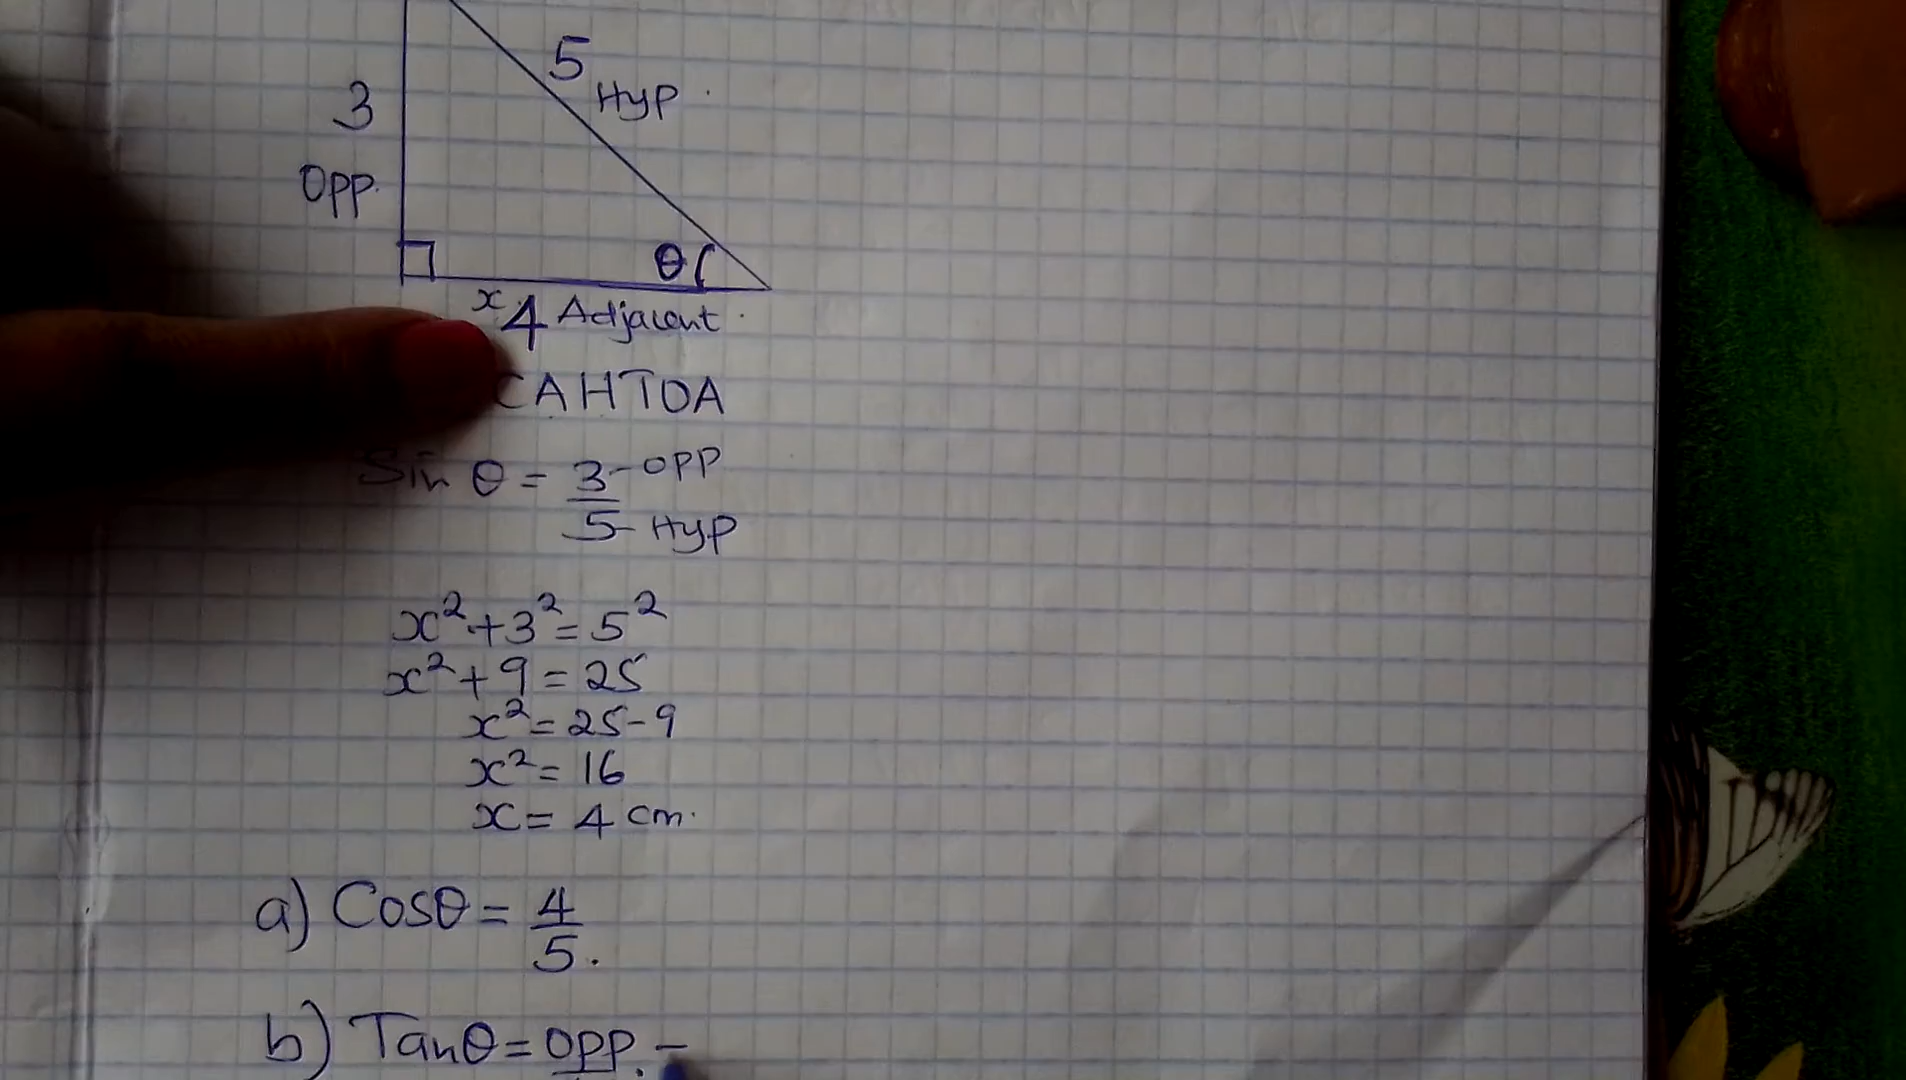 5
Hyp.
3
Opp.
θ
x 4 Adjacent.
CAHTOA
Sin θ = 3 - opp
5 - Hyp
x² + 3² = 5²
x² + 9 = 25
x² = 25 - 9
x² = 16
x = 4 cm.
a) Cosθ = 4
5.
b) Tanθ = opp. =